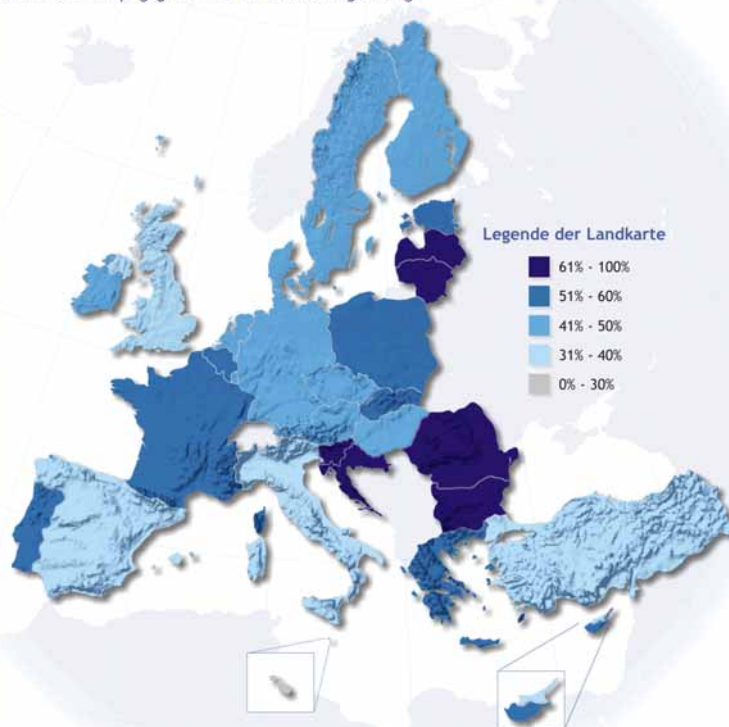 Legende der Landkarte
61% - 100%
51% - 60%
41% - 50%
31% - 40%
0% - 30%